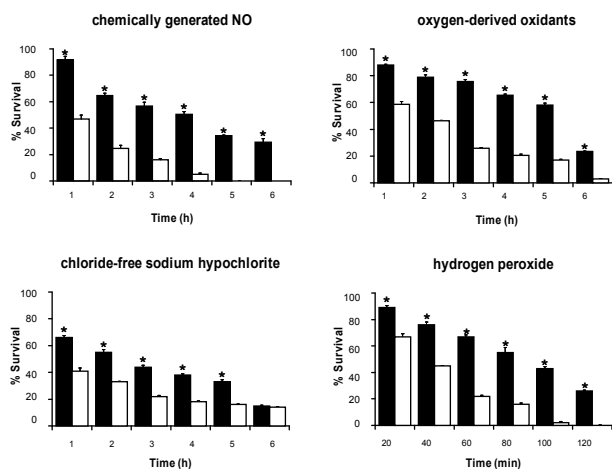 chemically generated NO
% Survival
100
80
60
40
20
0
* * * * * *
1 2 3 4 5 6
Time (h)
oxygen-derived oxidants
% Survival
100
80
60
40
20
0
* * * * * *
1 2 3 4 5 6
Time (h)
chloride-free sodium hypochlorite
% Survival
100
80
60
40
20
0
* * * * *
1 2 3 4 5 6
Time (h)
hydrogen peroxide
% Survival
100
80
60
40
20
0
* * * * * *
20 40 60 80 100 120
Time (min)